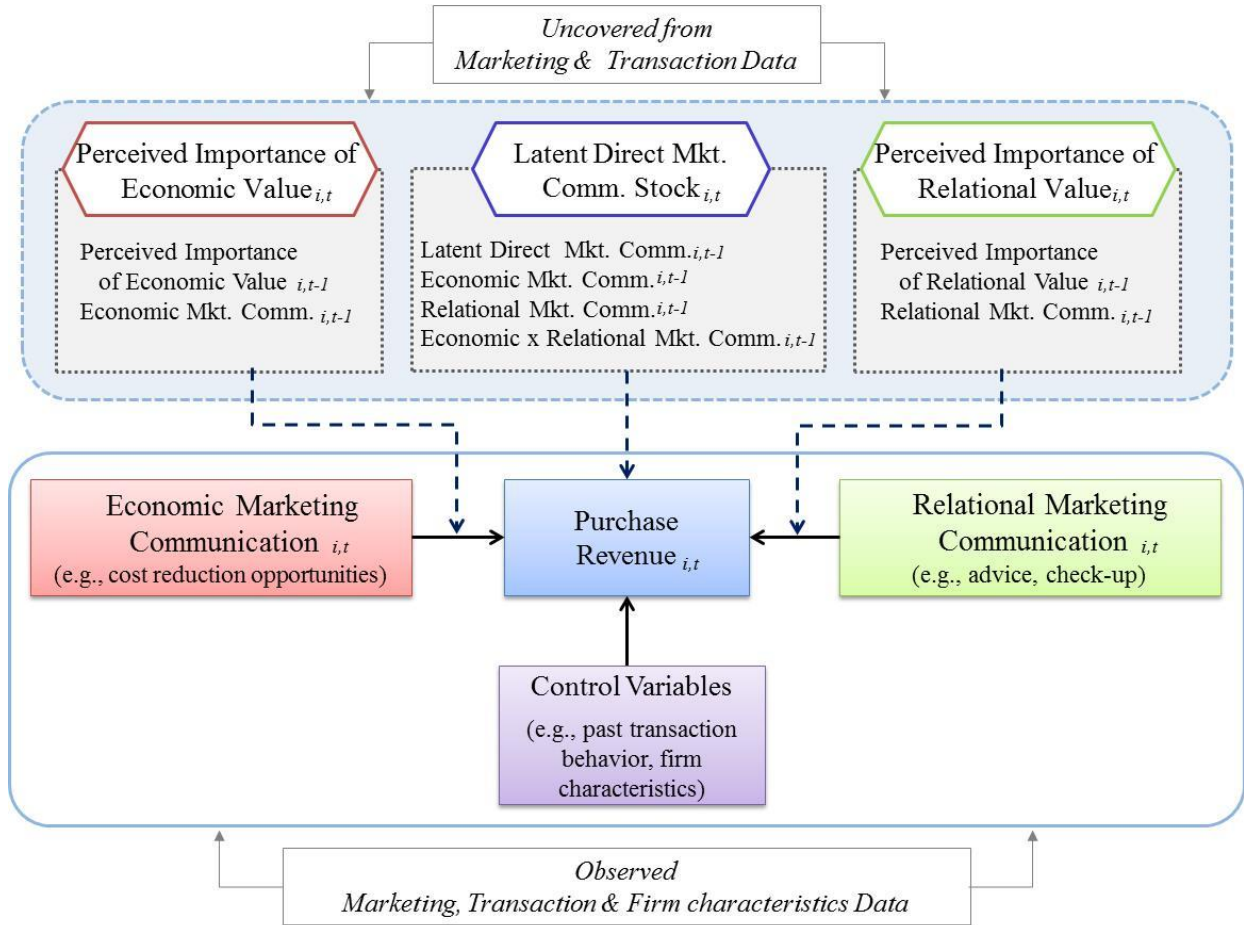 Uncovered from
Marketing & Transaction Data
Perceived Importance of
Economic Value i,t
Perceived Importance
of Economic Value i,t-1
Economic Mkt. Comm. i,t-1
Latent Direct Mkt.
Comm. Stock i,t
Latent Direct Mkt. Comm. i,t-1
Economic Mkt. Comm. i,t-1
Relational Mkt. Comm. i,t-1
Economic x Relational Mkt. Comm. i,t-1
Perceived Importance of
Relational Value i,t
Perceived Importance
of Relational Value i,t-1
Relational Mkt. Comm. i,t-1
Economic Marketing
Communication i,t
(e.g., cost reduction opportunities)
Purchase
Revenue i,t
Relational Marketing
Communication i,t
(e.g., advice, check-up)
Control Variables
(e.g., past transaction
behavior, firm
characteristics)
Observed
Marketing, Transaction & Firm characteristics Data